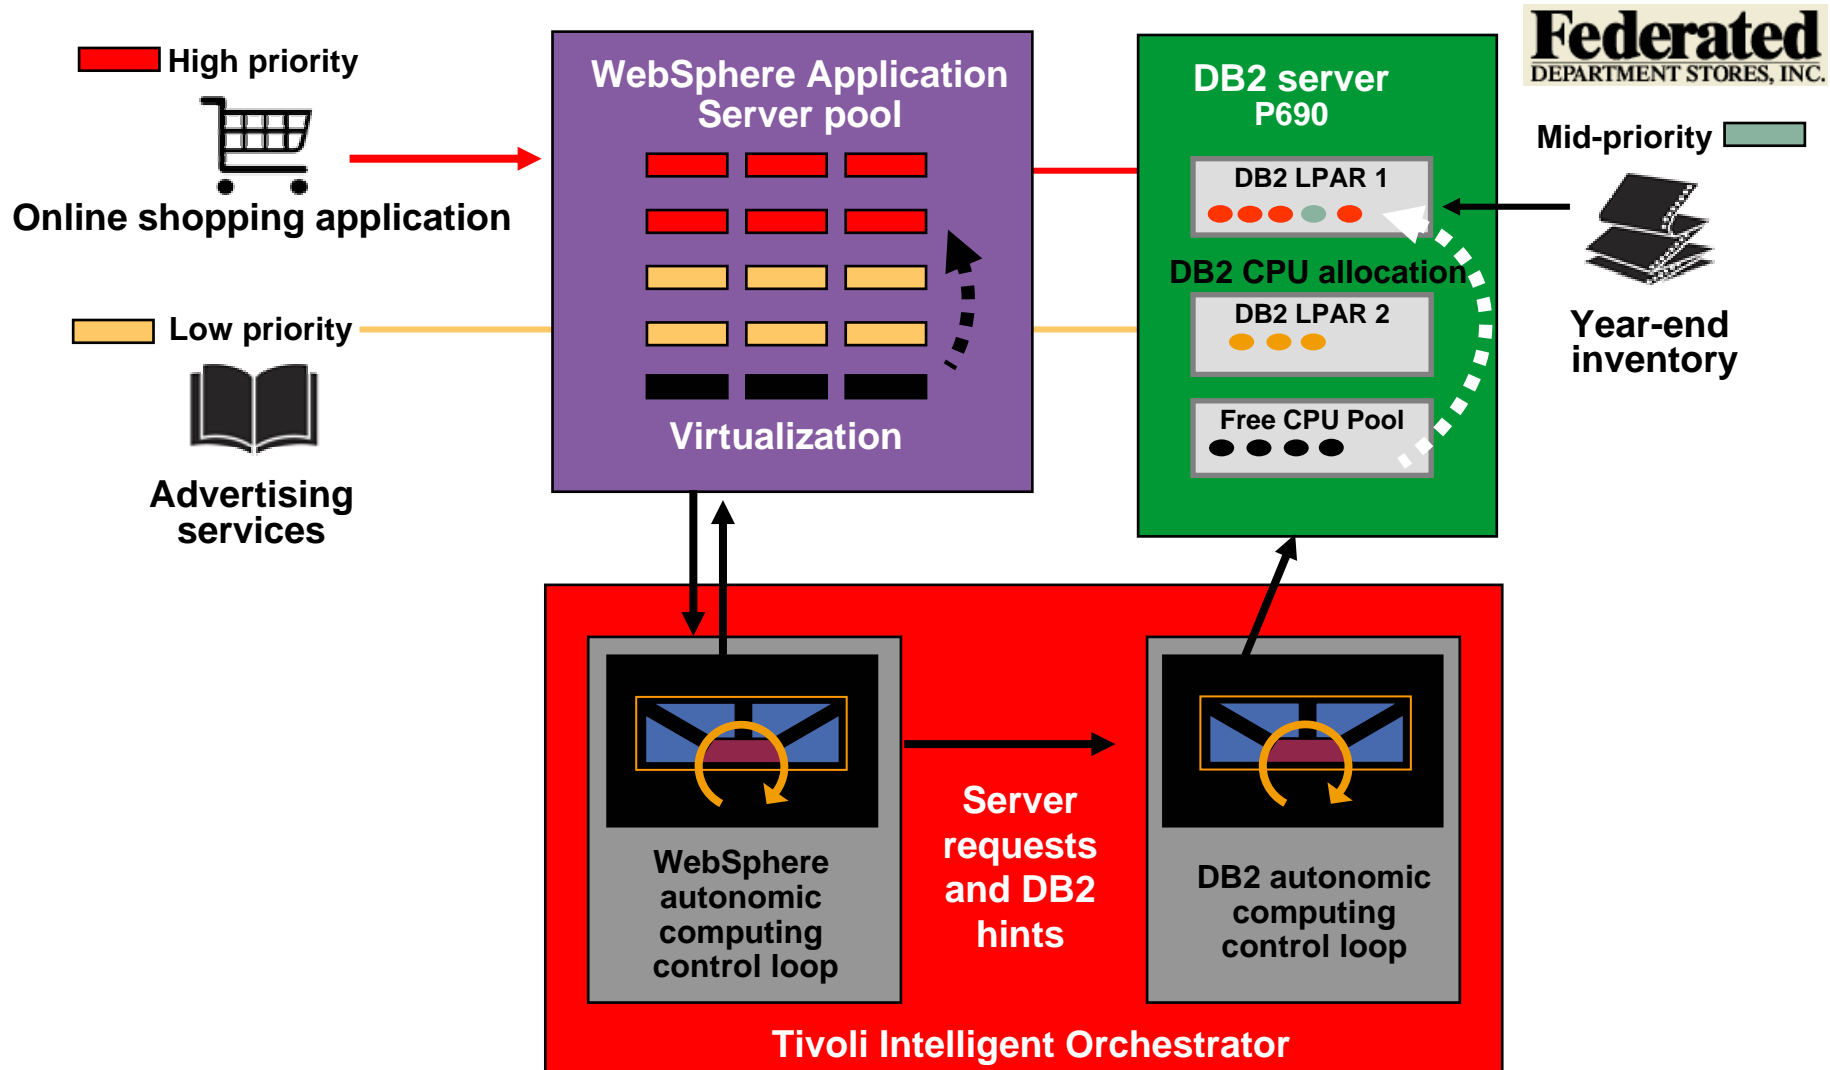 High priority
Online shopping application
Low priority
Advertising
services
WebSphere Application
Server pool
Virtualization
DB2 server
P690
DB2 LPAR 1
DB2 CPU allocation
DB2 LPAR 2
Free CPU Pool
Federated
DEPARTMENT STORES, INC.
Mid-priority
Year-end
inventory
WebSphere
autonomic
computing
control loop
Server
requests
and DB2
hints
DB2 autonomic
computing
control loop
Tivoli Intelligent Orchestrator